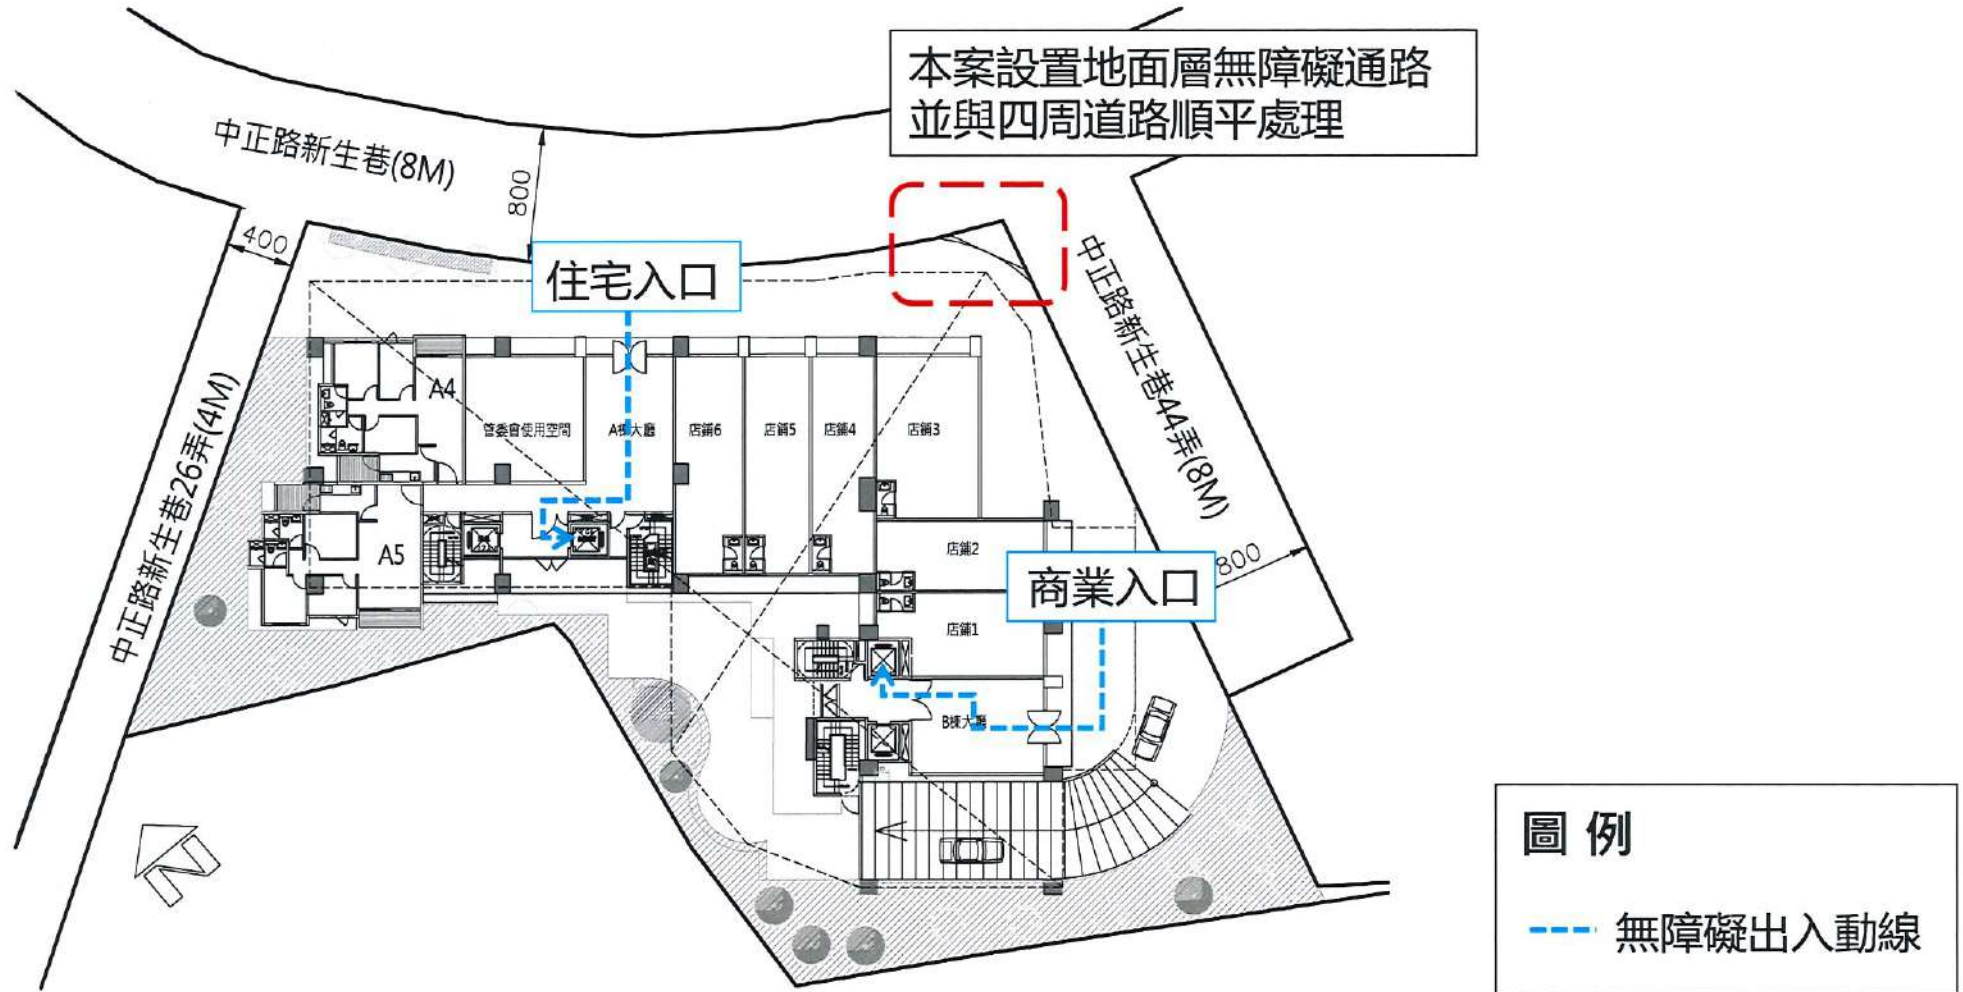 本案設置地面層無障礙通路
並與四周道路順平處理
中正路新生巷(8M)
800
400
住宅入口
中正路新生巷44弄(8M)
中正路新生巷26弄(4M)
A4
管委會使用空間
A棟大廳
店鋪6
店鋪5
店鋪4
店鋪3
A5
店鋪2
800
商業入口
店鋪1
B棟大廳
N
圖例
無障礙出入動線